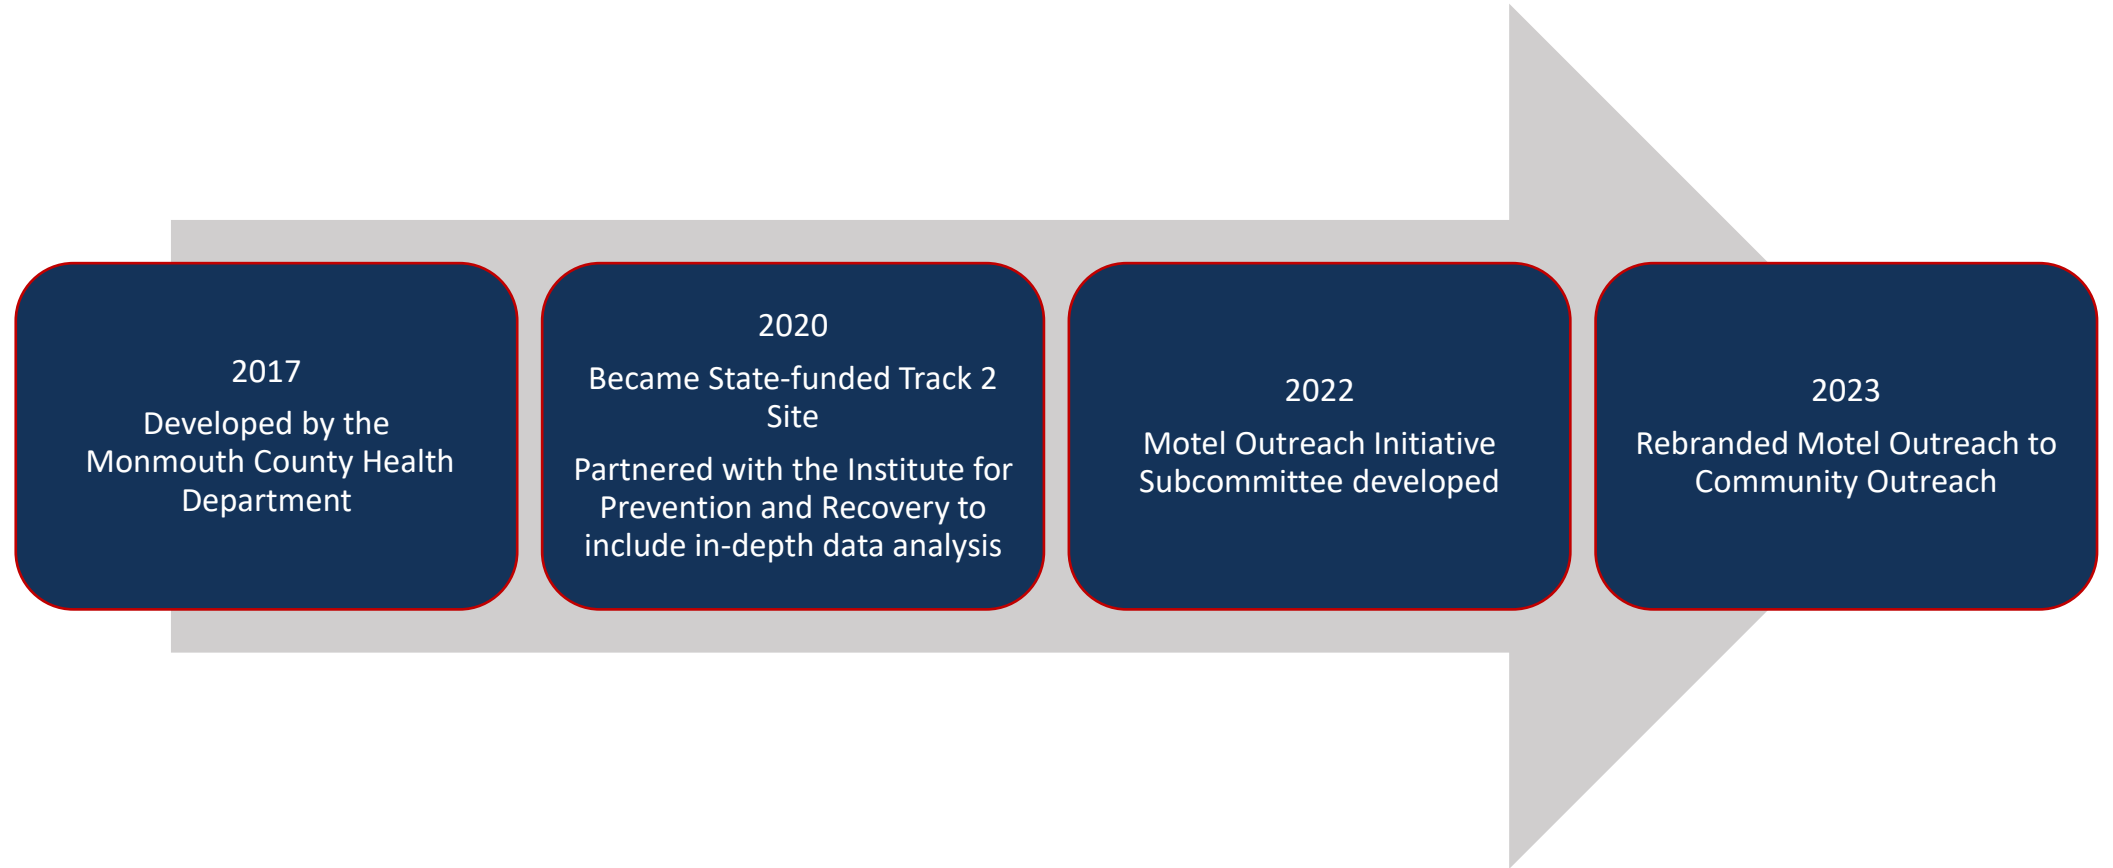 2017
Developed by the
Monmouth County Health
Department
2020
Became State-funded Track 2
Site
Partnered with the Institute for
Prevention and Recovery to
include in-depth data analysis
2022
Motel Outreach Initiative
Subcommittee developed
2023
Rebranded Motel Outreach to
Community Outreach